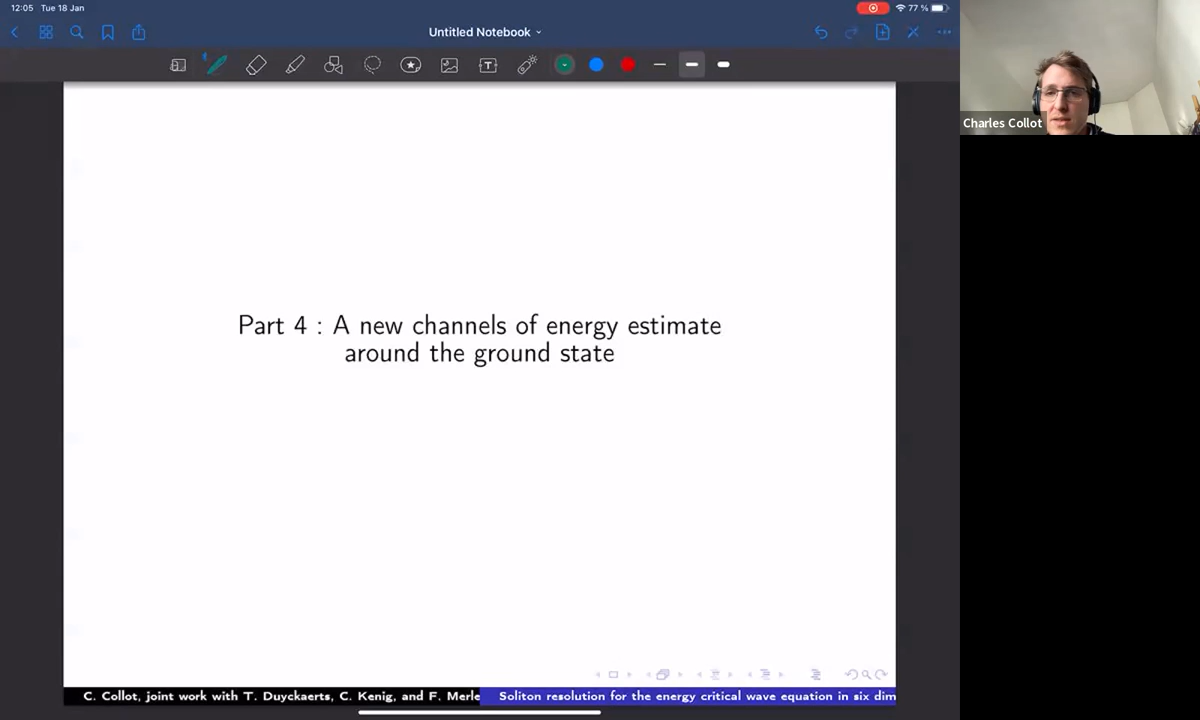 12:05 Tue 18 Jan
77 %
Untitled Notebook
Charles Collot
Part 4 : A new channels of energy estimate
around the ground state
C. Collot, joint work with T. Duyckaerts, C. Kenig, and F. Merle
Soliton resolution for the energy critical wave equation in six dim